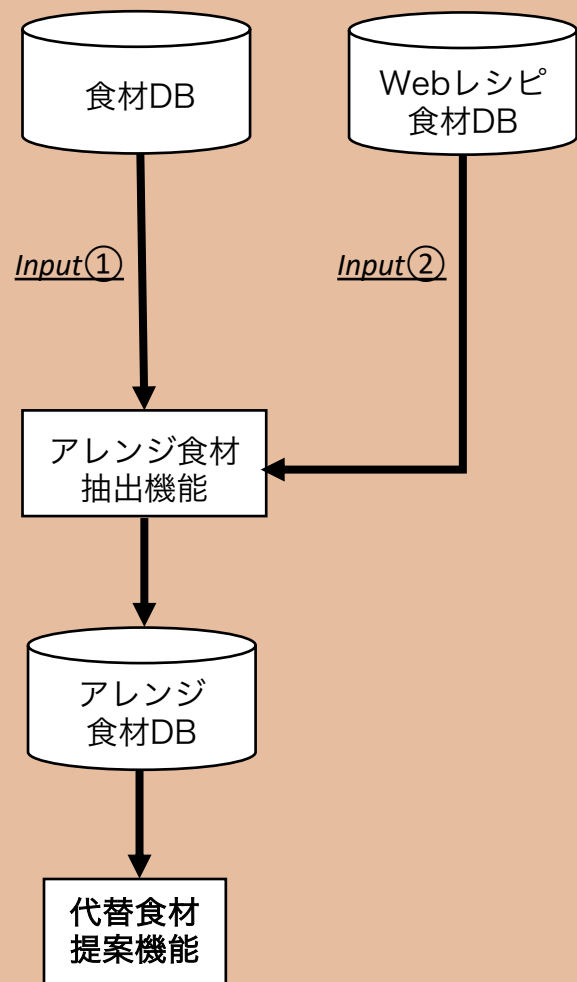 食材DB
Webレシピ
食材DB
Input①
Input②
アレンジ食材
抽出機能
アレンジ
食材DB
代替食材
提案機能